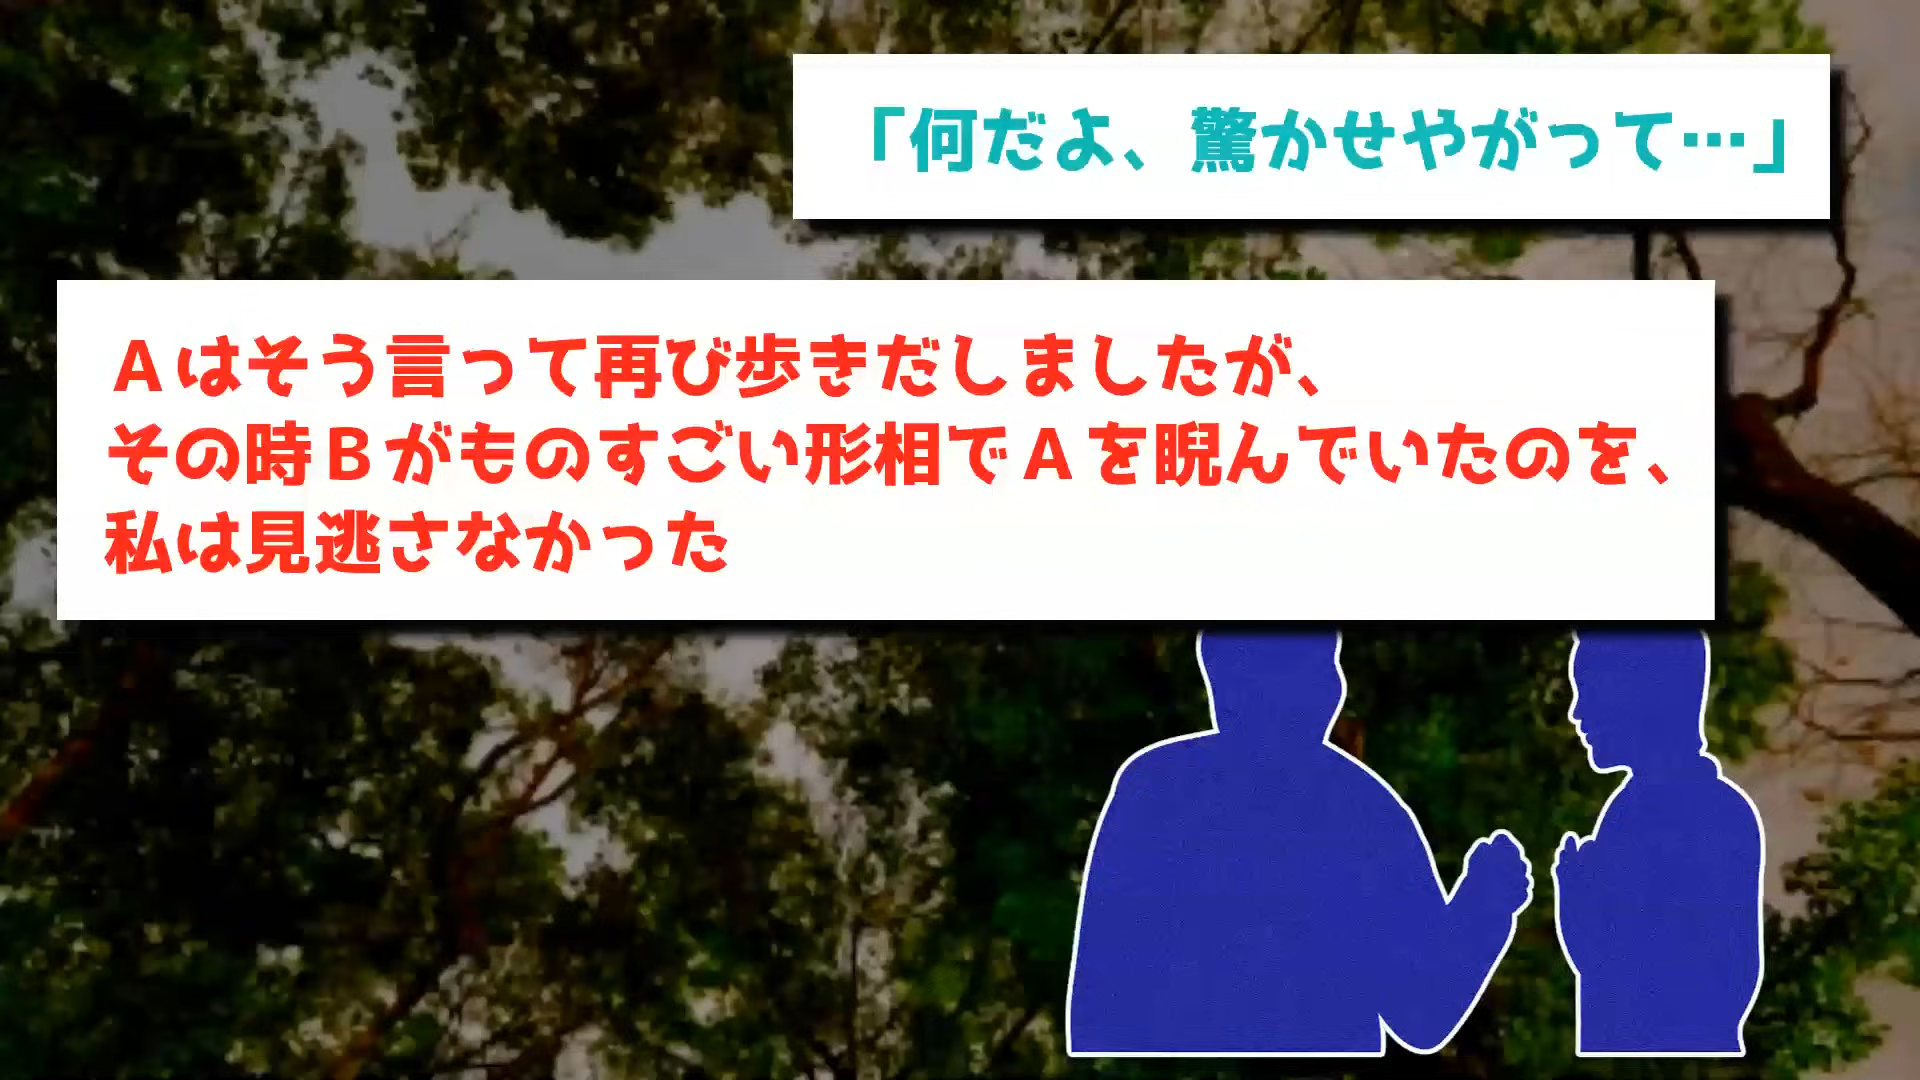 「何だよ、驚かせやがって…」
Ａはそう言って再び歩きだしましたが、
その時Ｂがものすごい形相でＡを睨んでいたのを、
私は見逃さなかった